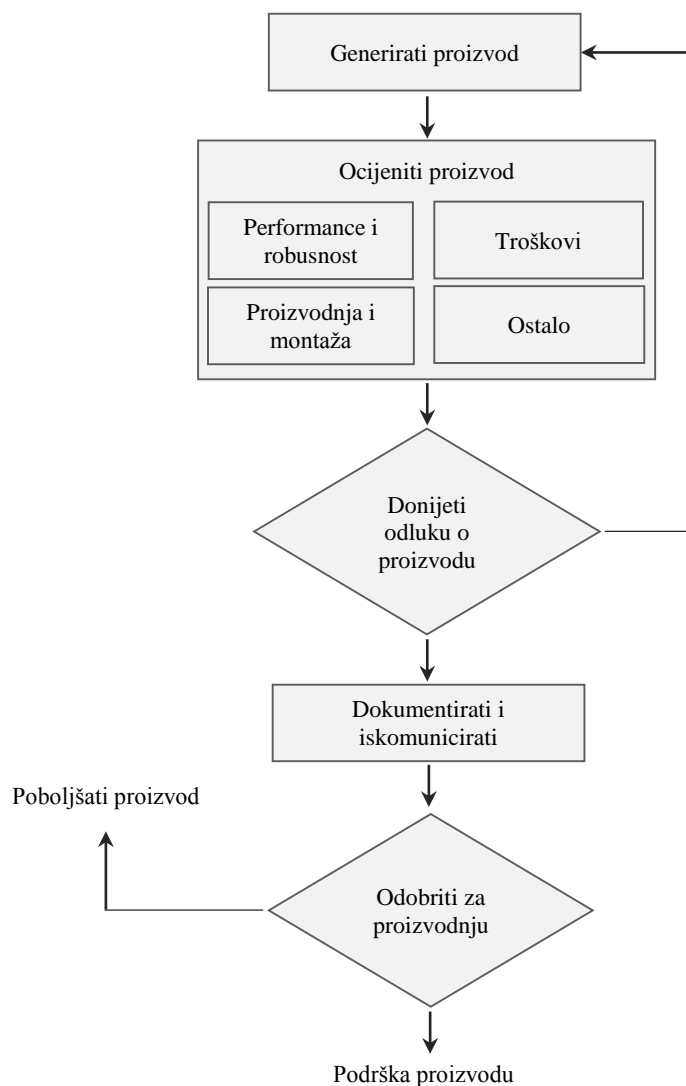 Generirati proizvod
Ocijeniti proizvod
Performance i
robusnost
Troškovi
Proizvodnja i
montaža
Ostalo
Donijeti
odluku o
proizvodu
Dokumentirati i
iskomunicirati
Poboljšati proizvod
Odobriti za
proizvodnju
Podrška proizvodu